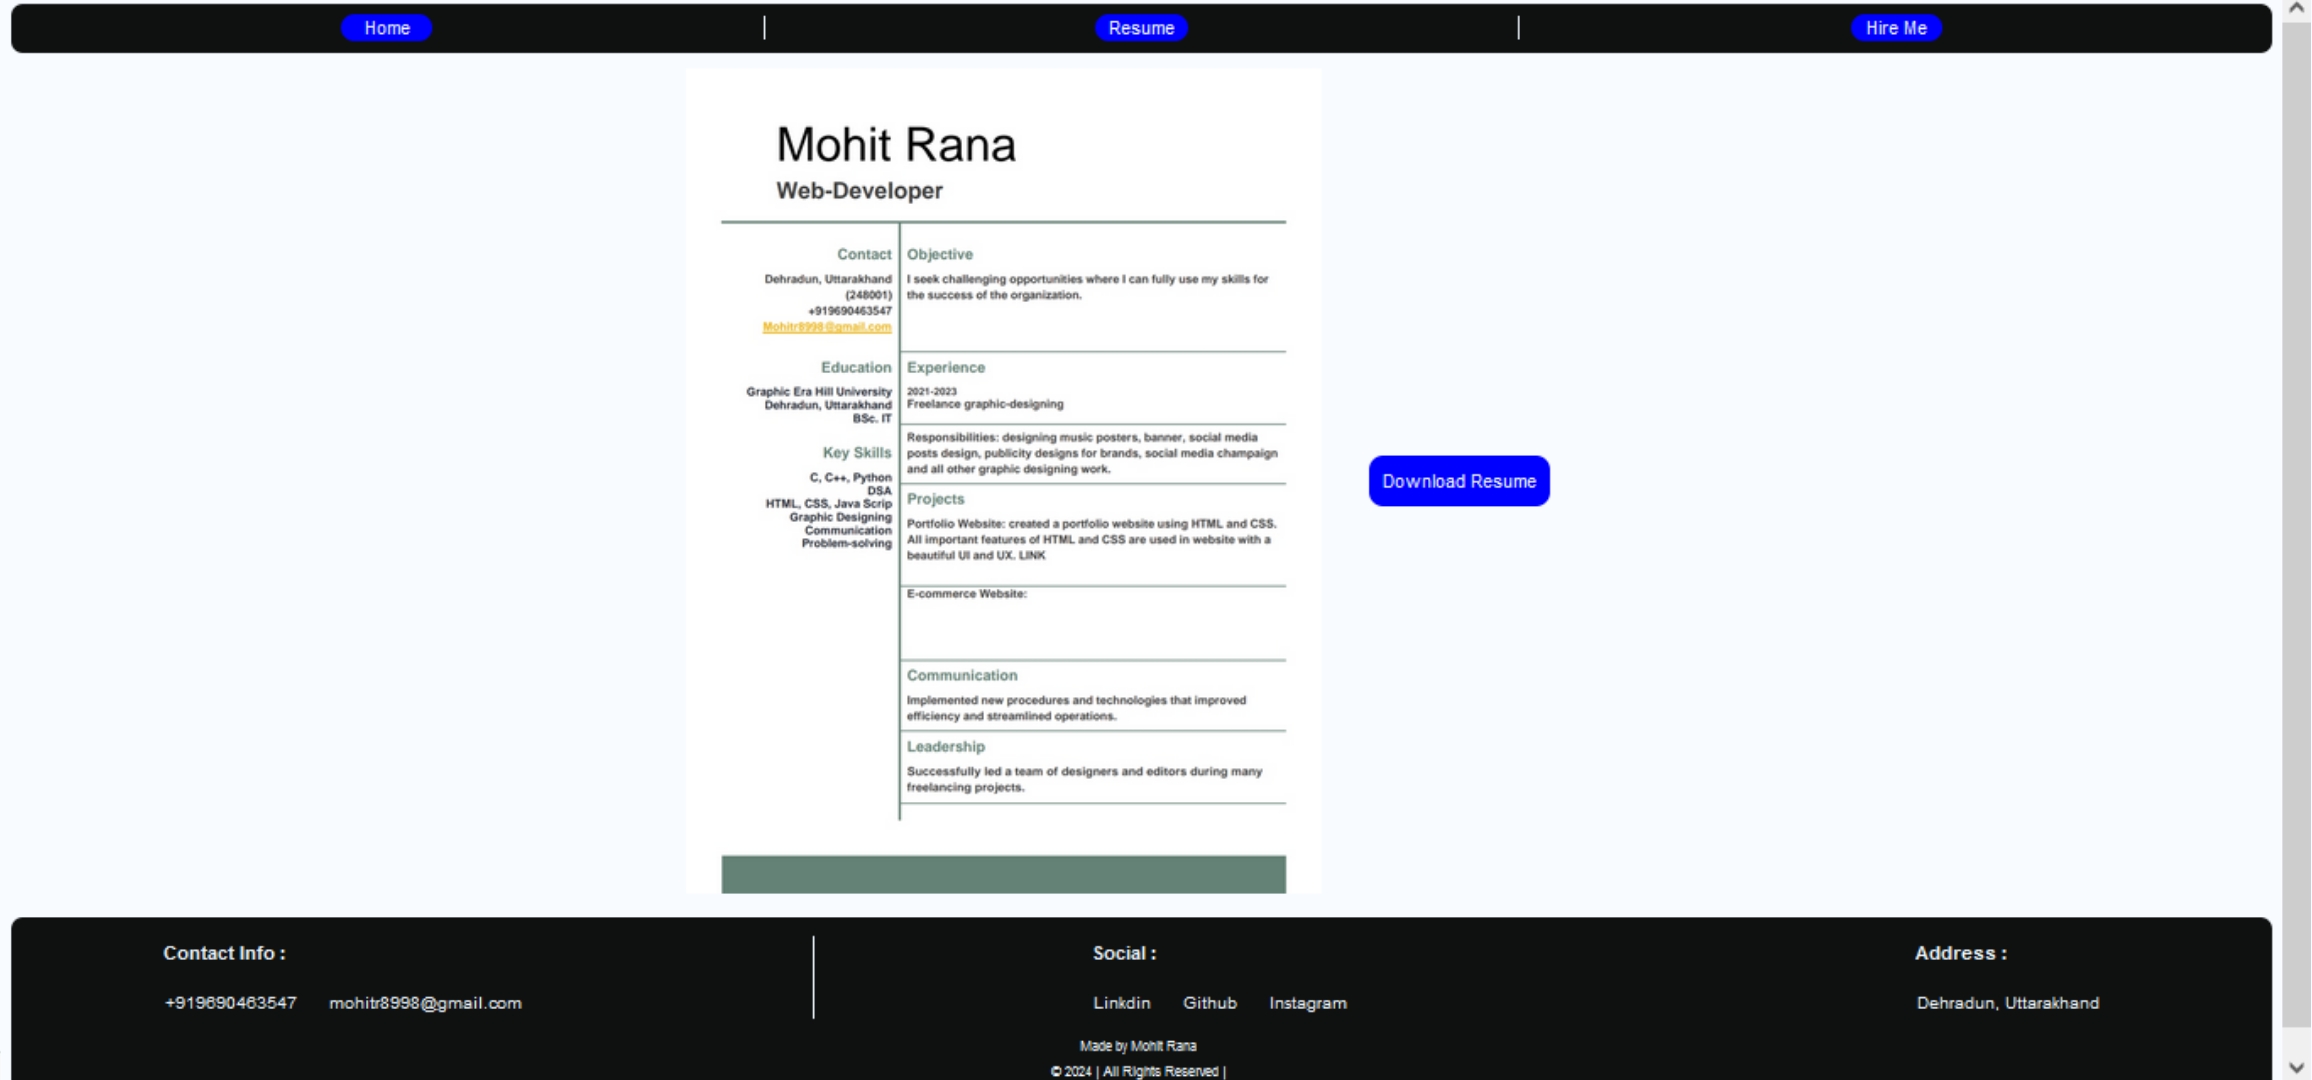 Home | Resume | Hire Me
Mohit Rana
Web-Developer
Contact
Dehradun, Uttarakhand
(248001)
+919690463547
Mohitr8998@gmail.com
Education
Graphic Era Hill University
Dehradun, Uttarakhand
BSc. IT
Key Skills
C, C++, Python
DSA
HTML, CSS, Java Scrip
Graphic Designing
Communication
Problem-solving
Objective
I seek challenging opportunities where I can fully use my skills for
the success of the organization.
Experience
2021-2023
Freelance graphic-designing
Responsibilities: designing music posters, banner, social media
posts design, publicity designs for brands, social media champaign
and all other graphic designing work.
Projects
Portfolio Website: created a portfolio website using HTML and CSS.
All important features of HTML and CSS are used in website with a
beautiful UI and UX. LINK
E-commerce Website:
Communication
Implemented new procedures and technologies that improved
efficiency and streamlined operations.
Leadership
Successfully led a team of designers and editors during many
freelancing projects.
Download Resume
Contact Info :
+919690463547 mohitr8998@gmail.com
Social :
Linkdin Github Instagram
Address :
Dehradun, Uttarakhand
Made by Mohit Rana
© 2024 | All Rights Reserved |